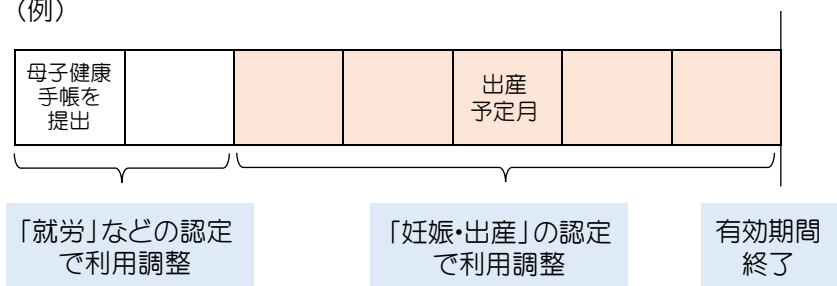 （例）
母子健康
手帳を
提出
出産
予定月
「就労」などの認定
で利用調整
「妊娠・出産」の認定
で利用調整
有効期間
終了